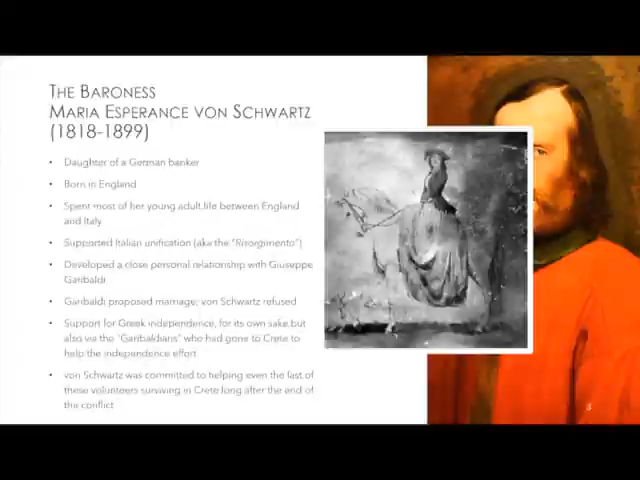 THE BARONESS
MARIA ESPERANCE VON SCHWARTZ
(1818-1899)
• Daughter of a German banker
• Born in England
• Spent most of her young adult life between England
and Italy
• Supported Italian unification (aka the "Risorgimento")
• Developed a close personal relationship with Giuseppe
Garibaldi
• Garibaldi proposed marriage; von Schwartz refused
• Support for Greek independence, for its own sake but
also via the "Garibaldians" who had gone to Crete to
help the independence effort
• von Schwartz was committed to helping even the last of
these volunteers surviving in Crete long after the end of
the conflict
3